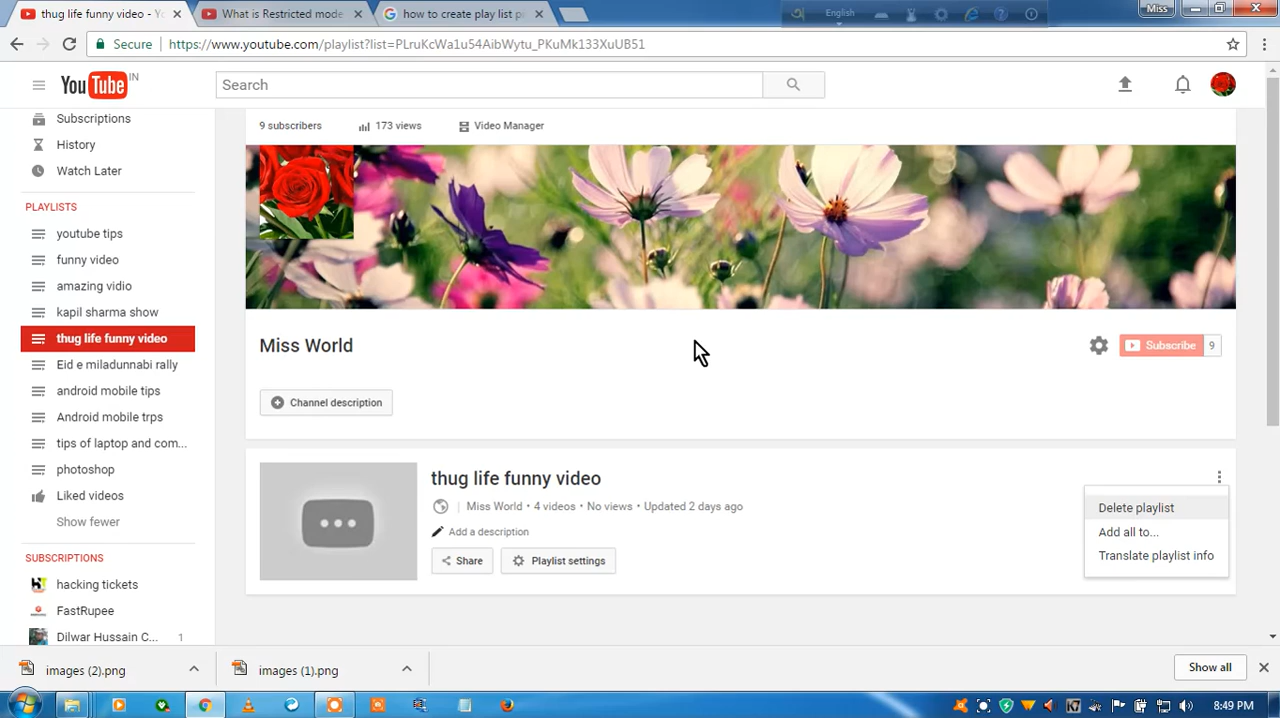 thug life funny video - Yo
What is Restricted mode
how to create play list p
English
Miss
Secure
https://www.youtube.com/playlist?list=PLruKcWa1u54AibWytu_PKuMk133XuUB51
YouTube IN
Search
Subscriptions
History
Watch Later
PLAYLISTS
youtube tips
funny video
amazing vidio
kapil sharma show
thug life funny video
Eid e miladunnabi rally
android mobile tips
Android mobile trps
tips of laptop and com...
photoshop
Liked videos
Show fewer
SUBSCRIPTIONS
hacking tickets
FastRupee
Dilwar Hussain C... 1
9 subscribers 173 views Video Manager
Miss World
Subscribe 9
Channel description
thug life funny video
Miss World • 4 videos • No views • Updated 2 days ago
Add a description
Share Playlist settings
Delete playlist
Add all to...
Translate playlist info
images (2).png
images (1).png
Show all
8:49 PM